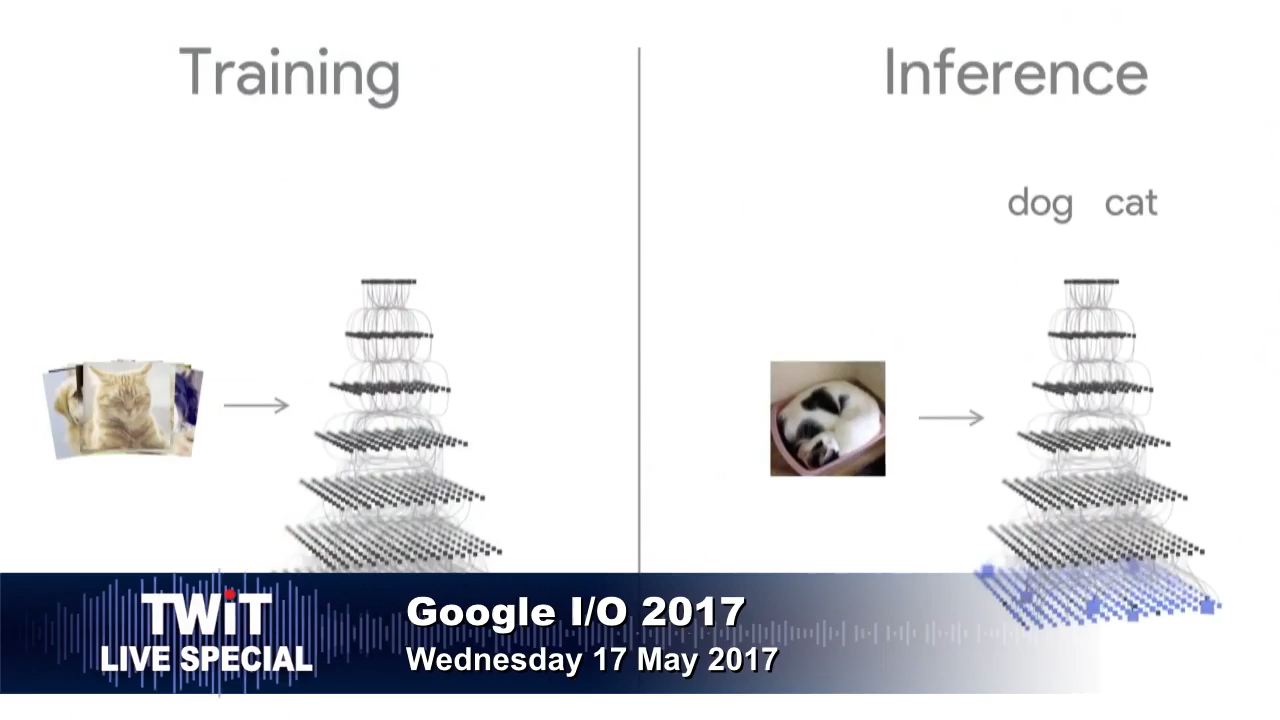 Training
Inference
dog cat
TWiT
LIVE SPECIAL
Google I/O 2017
Wednesday 17 May 2017